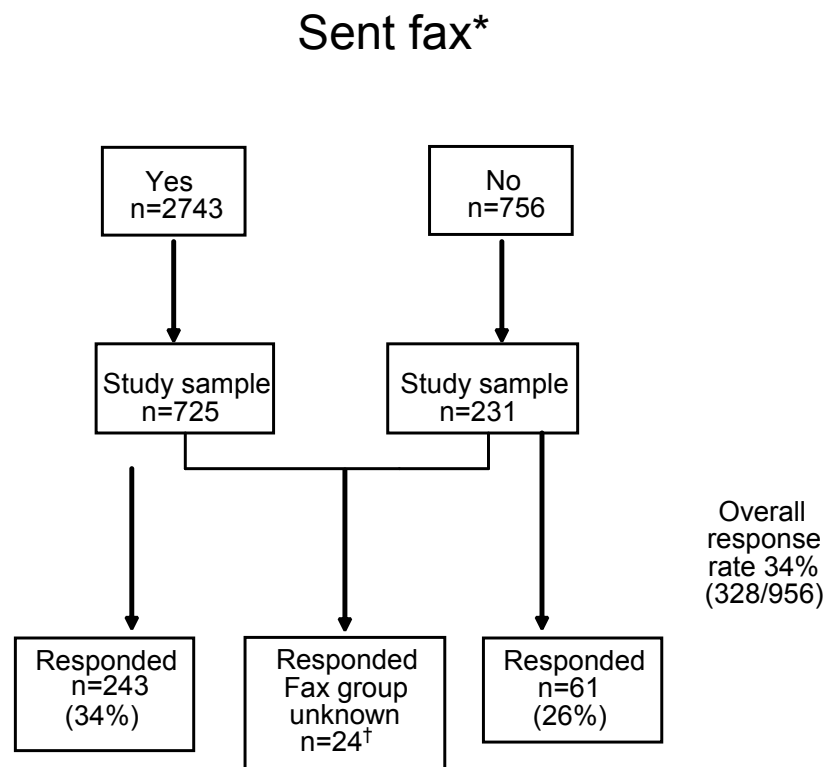 Sent fax*
Yes
n=2743
No
n=756
Study sample
n=725
Study sample
n=231
Overall
response
rate 34%
(328/956)
Responded
n=243
(34%)
Responded
Fax group
unknown
n=24†
Responded
n=61
(26%)